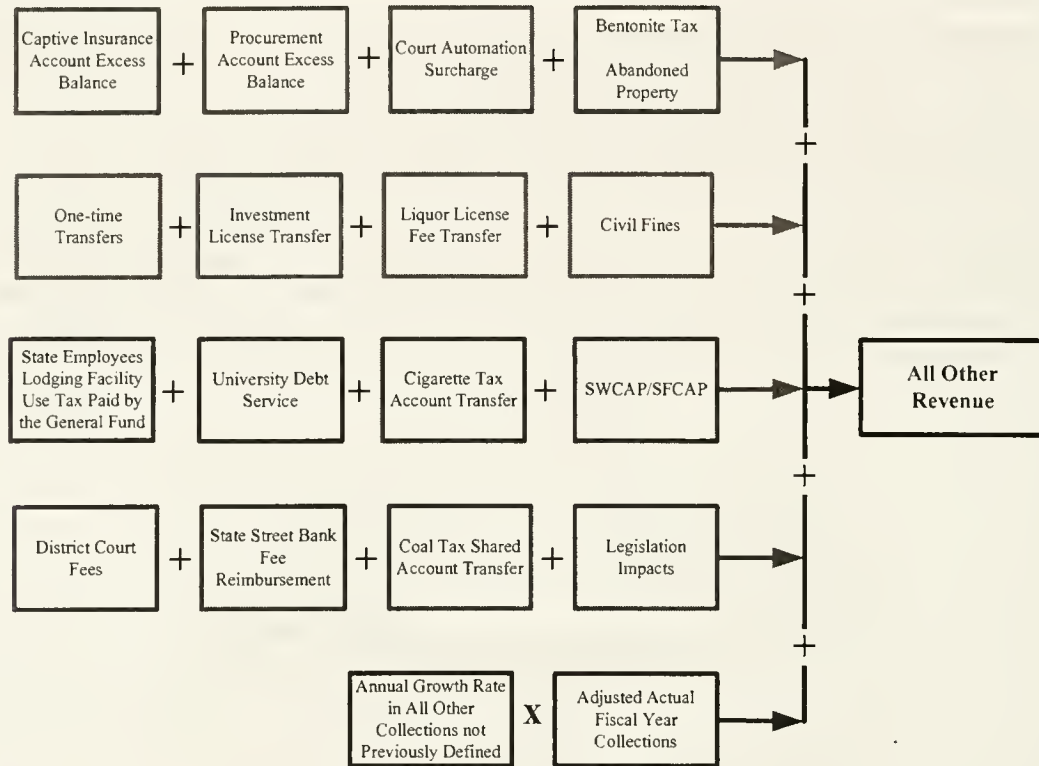 Captive Insurance
Account Excess
Balance
+
Procurement
Account Excess
Balance
+
Court Automation
Surcharge
+
Bentonite Tax
Abandoned
Property
+
One-time
Transfers
+
Investment
License Transfer
+
Liquor License
Fee Transfer
+
Civil Fines
+
State Employees
Lodging Facility
Use Tax Paid by
the General Fund
+
University Debt
Service
+
Cigarette Tax
Account Transfer
+
SWCAP/SFCAP
All Other
Revenue
+
District Court
Fees
+
State Street Bank
Fee
Reimbursement
+
Coal Tax Shared
Account Transfer
+
Legislation
Impacts
+
Annual Growth Rate
in All Other
Collections not
Previously Defined
X
Adjusted Actual
Fiscal Year
Collections